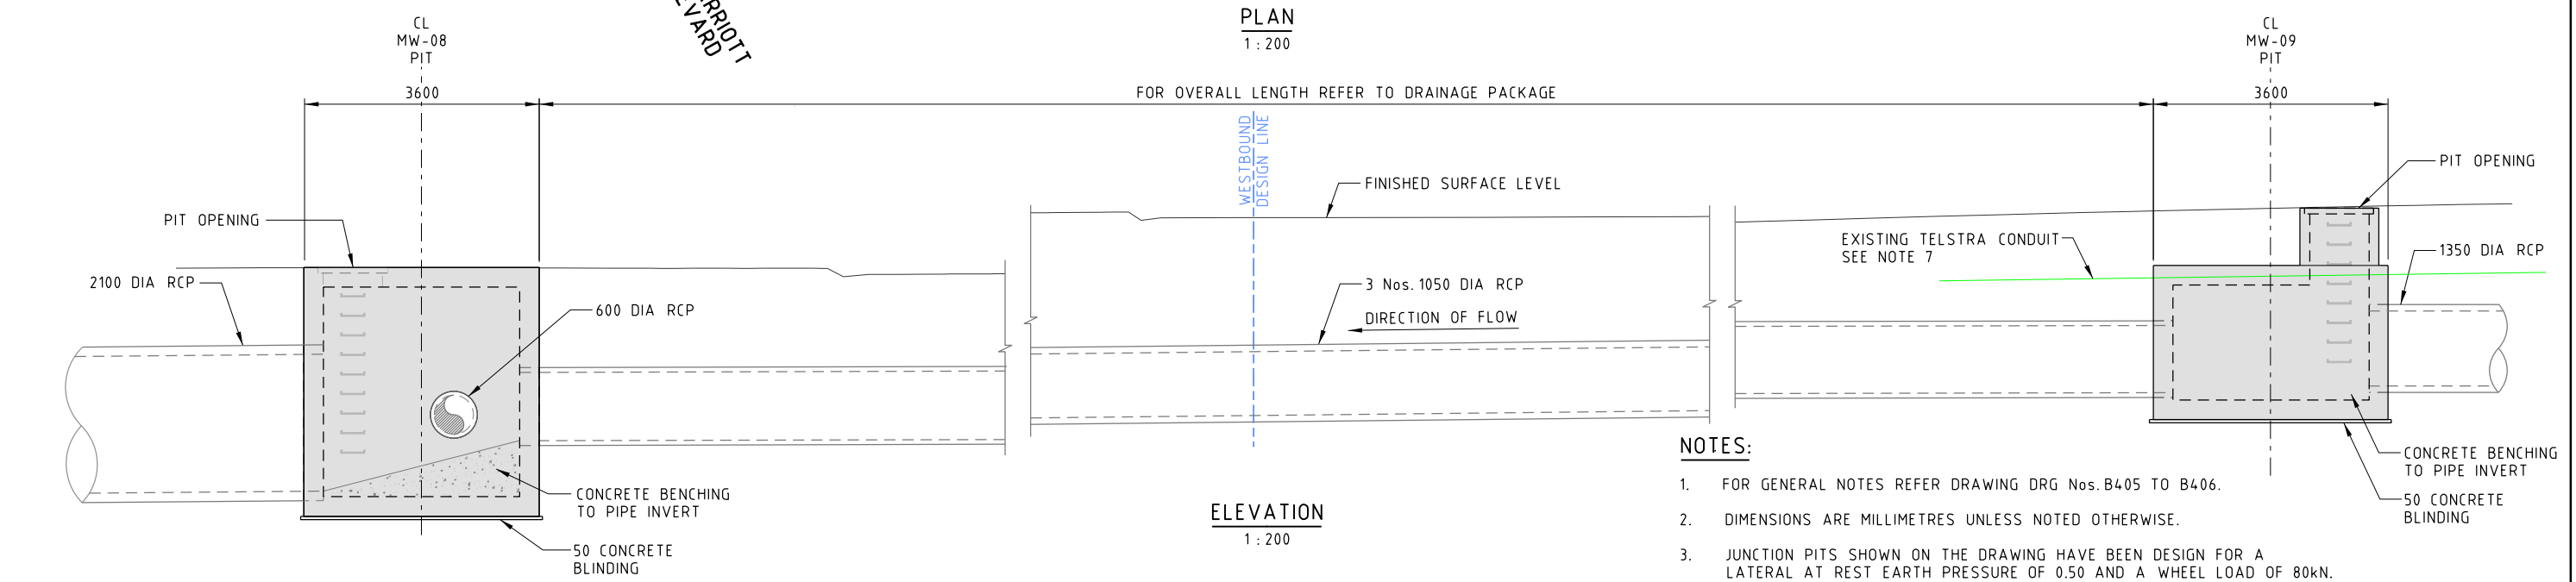 RRIOTT
EVARD
PLAN
1 : 200
CL
MW-08
PIT
CL
MW-09
PIT
3600
FOR OVERALL LENGTH REFER TO DRAINAGE PACKAGE
3600
WESTBOUND
DESIGN LINE
PIT OPENING
FINISHED SURFACE LEVEL
PIT OPENING
EXISTING TELSTRA CONDUIT
SEE NOTE 7
1350 DIA RCP
2100 DIA RCP
3 Nos. 1050 DIA RCP
600 DIA RCP
DIRECTION OF FLOW
CONCRETE BENCHING
TO PIPE INVERT
50 CONCRETE
BLINDING
CONCRETE BENCHING
TO PIPE INVERT
50 CONCRETE
BLINDING
ELEVATION
1 : 200
NOTES:
1. FOR GENERAL NOTES REFER DRAWING DRG Nos. B405 TO B406.
2. DIMENSIONS ARE MILLIMETRES UNLESS NOTED OTHERWISE.
3. JUNCTION PITS SHOWN ON THE DRAWING HAVE BEEN DESIGN FOR A
LATERAL AT REST EARTH PRESSURE OF 0.50 AND A WHEEL LOAD OF 80kN.